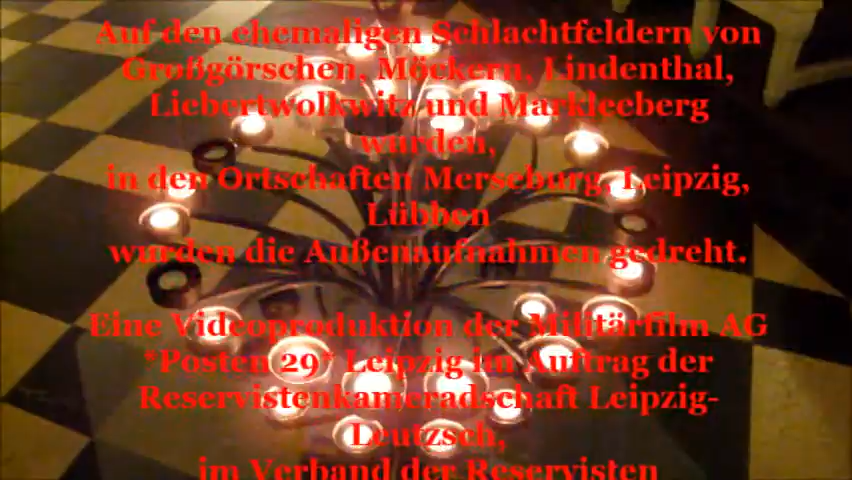 Auf den ehemaligen Schlachtfeldern von
Großgörschen, Möckern, Lindenthal,
Liebertwolkwitz und Markleeberg
wurden,
in den Ortschaften Merseburg, Leipzig,
Lübben
wurden die Außenaufnahmen gedreht.
Eine Videoproduktion der Militärfilm AG
*Posten 29* Leipzig im Auftrag der
Reservistenkameradschaft Leipzig-
Leutzsch,
im Verband der Reservisten